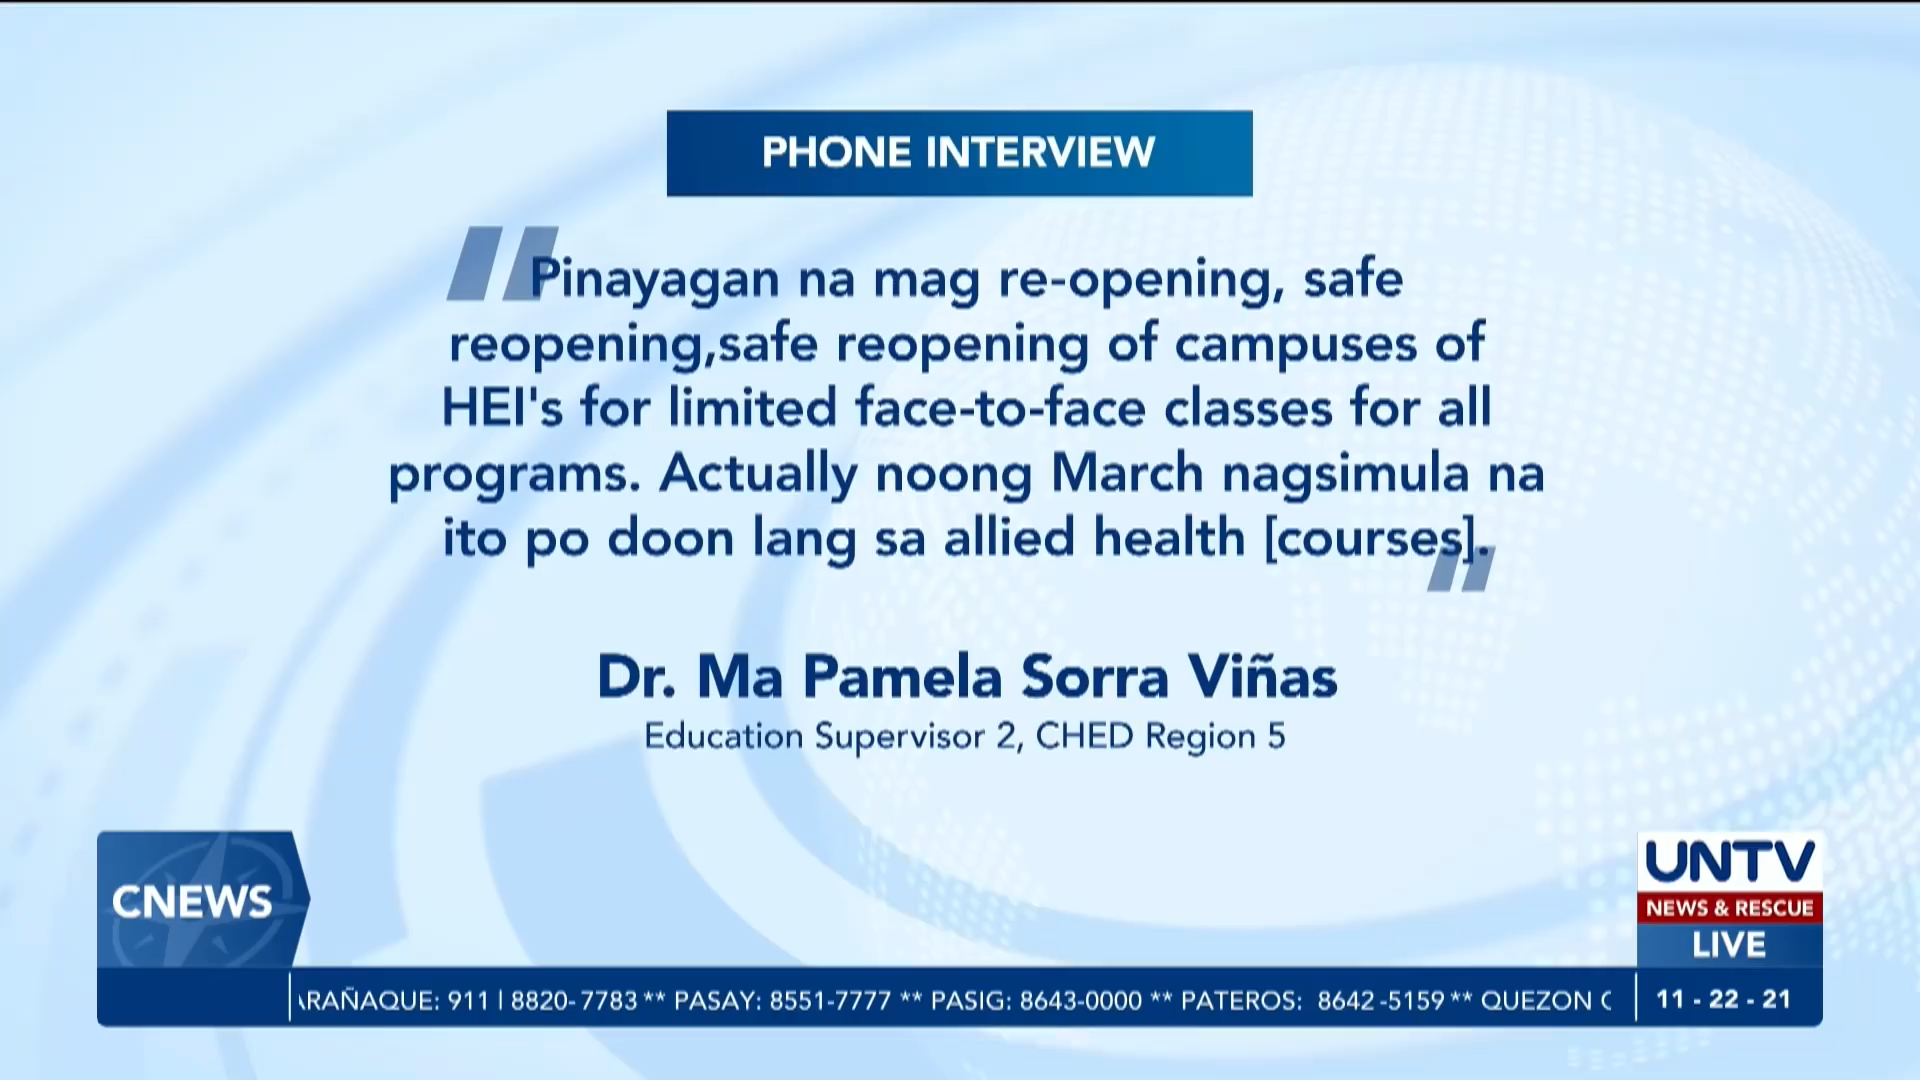 PHONE INTERVIEW
"Pinayagan na mag re-opening, safe
reopening,safe reopening of campuses of
HEI's for limited face-to-face classes for all
programs. Actually noong March nagsimula na
ito po doon lang sa allied health [courses]."
Dr. Ma Pamela Sorra Viñas
Education Supervisor 2, CHED Region 5
CNEWS
UNTV
NEWS & RESCUE
LIVE
ARAÑAQUE: 911 | 8820-7783 ** PASAY: 8551-7777 ** PASIG: 8643-0000 ** PATEROS: 8642-5159 ** QUEZON
11 - 22 - 21